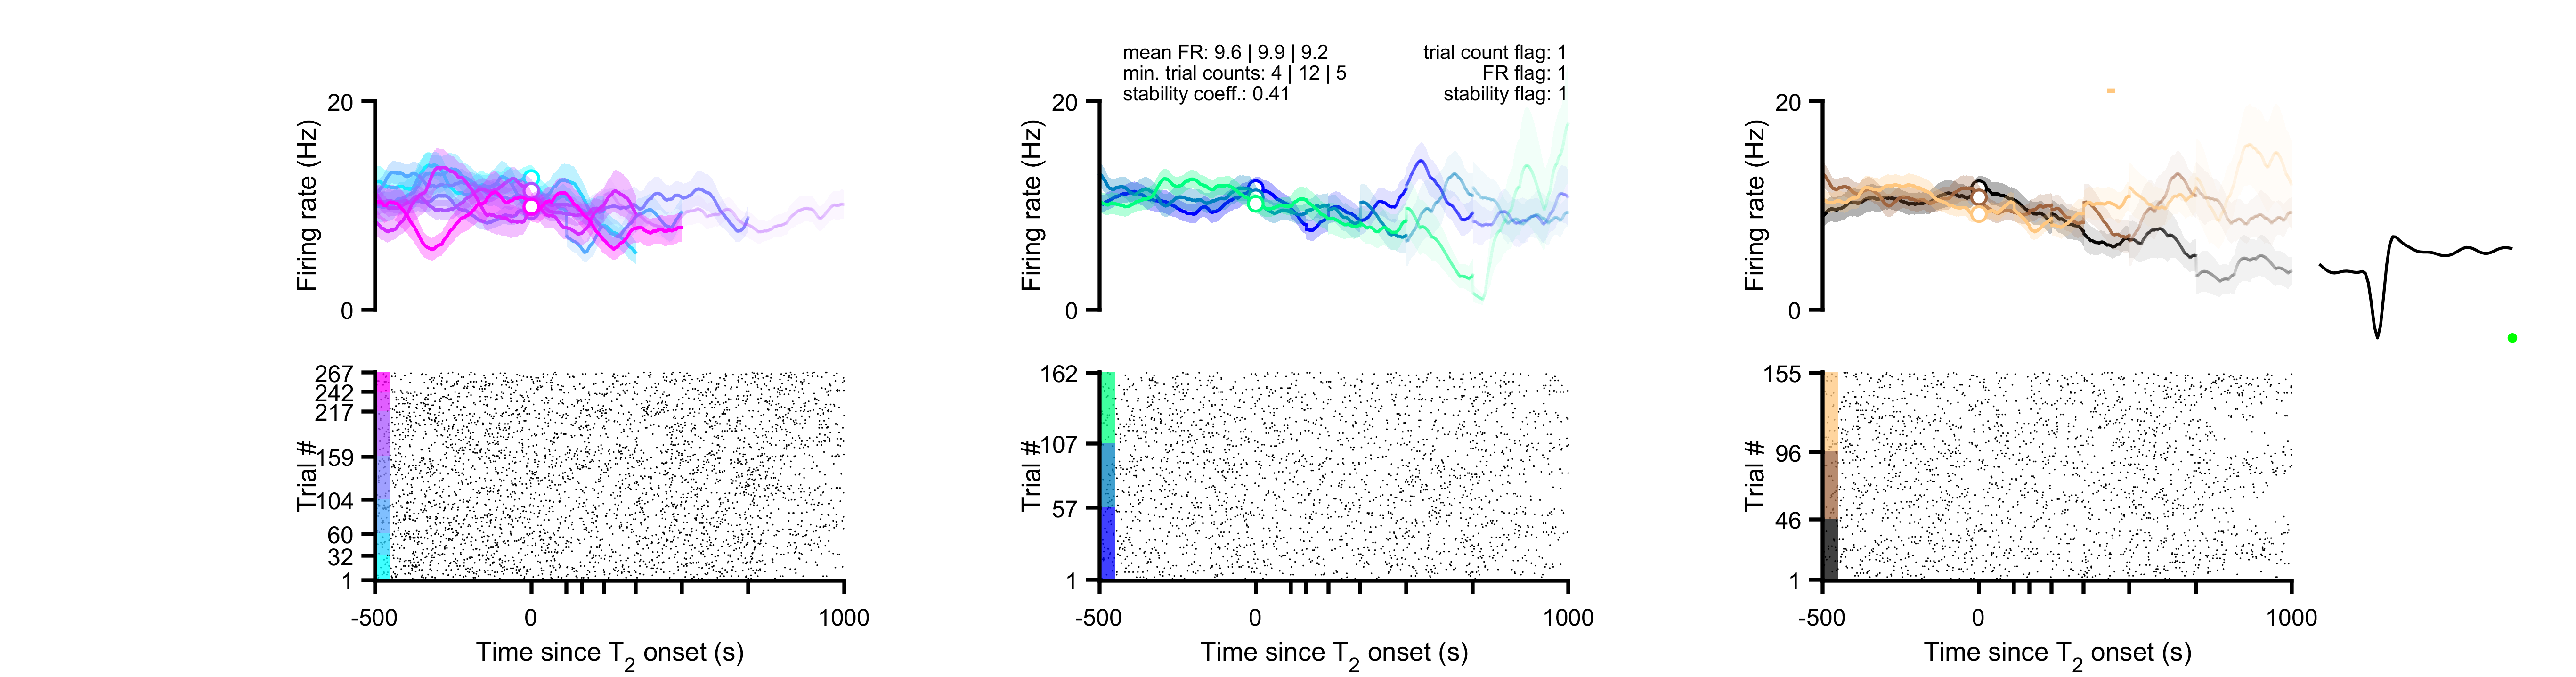 mean FR: 9.6 | 9.9 | 9.2
min. trial counts: 4 | 12 | 5
stability coeff.: 0.41
trial count flag: 1
FR flag: 1
stability flag: 1
Firing rate (Hz)
20
0
Firing rate (Hz)
20
0
Firing rate (Hz)
20
0
Trial #
267
242
217
159
104
60
32
1
-500
0
1000
Time since T2 onset (s)
Trial #
162
107
57
1
-500
0
1000
Time since T2 onset (s)
Trial #
155
96
46
1
-500
0
1000
Time since T2 onset (s)